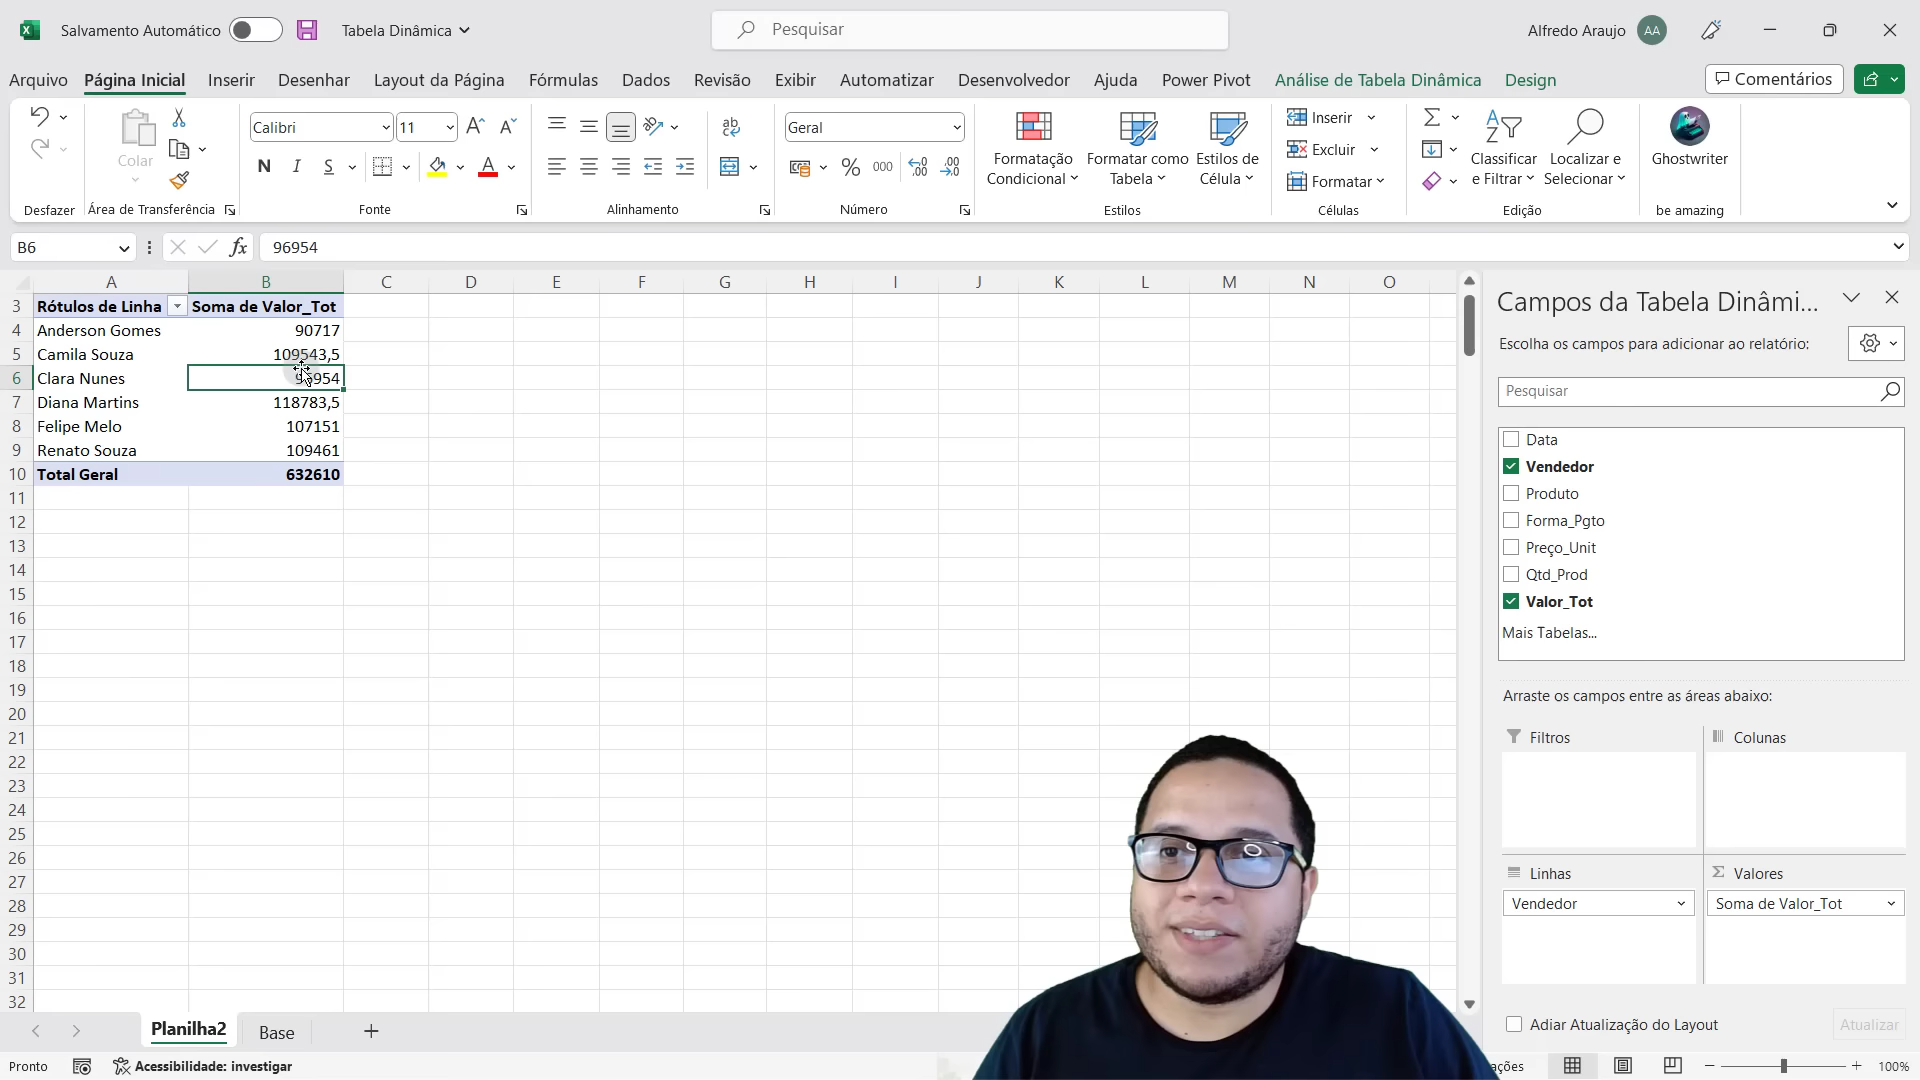 Salvamento Automático
Tabela Dinâmica
Pesquisar
Alfredo Araujo
AA
Arquivo
Página Inicial
Inserir
Desenhar
Layout da Página
Fórmulas
Dados
Revisão
Exibir
Automatizar
Desenvolvedor
Ajuda
Power Pivot
Análise de Tabela Dinâmica
Design
Comentários
Colar
Calibri
11
N I S
Geral
% 000
Formatação Condicional
Formatar como Tabela
Estilos de Célula
Inserir
Excluir
Formatar
Classificar e Filtrar
Localizar e Selecionar
Ghostwriter
Desfazer
Área de Transferência
Fonte
Alinhamento
Número
Estilos
Células
Edição
be amazing
B6
fx
96954
A B C D E F G H I J K L M N O
3 Rótulos de Linha Soma de Valor_Tot
4 Anderson Gomes 90717
5 Camila Souza 109543,5
6 Clara Nunes 96954
7 Diana Martins 118783,5
8 Felipe Melo 107151
9 Renato Souza 109461
10 Total Geral 632610
11
12
13
14
15
16
17
18
19
20
21
22
23
24
25
26
27
28
29
30
31
32
Campos da Tabela Dinâmi...
Escolha os campos para adicionar ao relatório:
Pesquisar
Data
Vendedor
Produto
Forma_Pgto
Preço_Unit
Qtd_Prod
Valor_Tot
Mais Tabelas...
Arraste os campos entre as áreas abaixo:
Filtros
Colunas
Linhas
Valores
Vendedor
Soma de Valor_Tot
Adiar Atualização do Layout
Atualizar
Planilha2
Base
Pronto
Acessibilidade: investigar
ações
100%